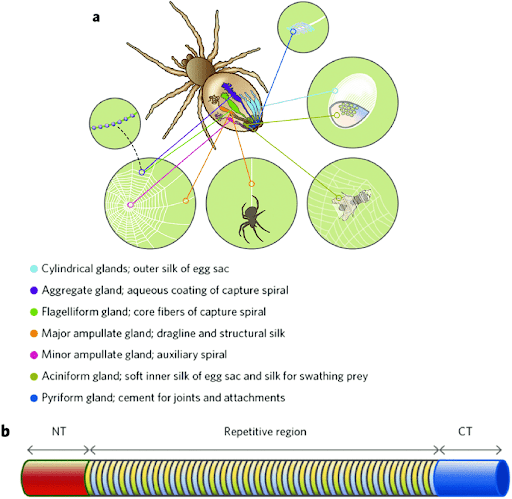 a
Cylindrical glands; outer silk of egg sac
Aggregate gland; aqueous coating of capture spiral
Flagelliform gland; core fibers of capture spiral
Major ampullate gland; dragline and structural silk
Minor ampullate gland; auxiliary spiral
Aciniform gland; soft inner silk of egg sac and silk for swathing prey
Pyriform gland; cement for joints and attachments
b
NT Repetitive region CT